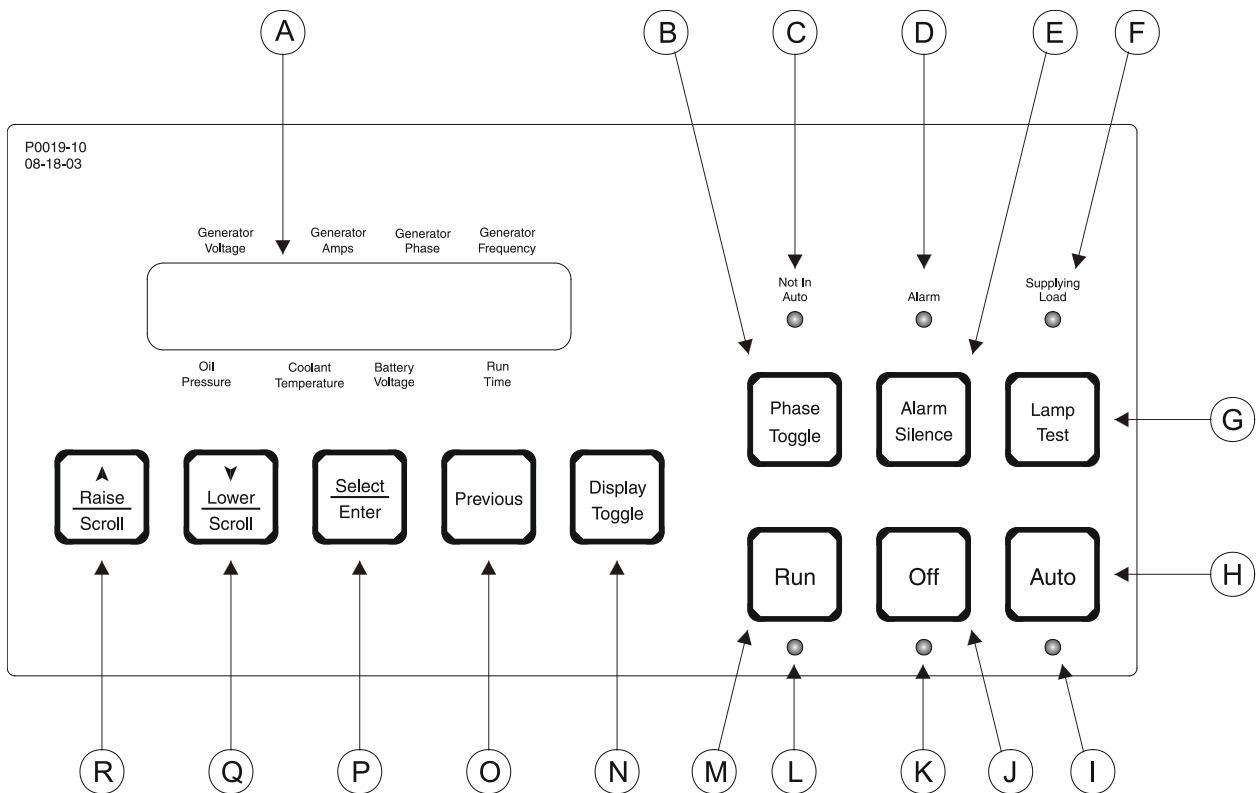 A
B
C
D
E
F
P0019-10
08-18-03
Generator
Voltage
Generator
Amps
Generator
Phase
Generator
Frequency
Not In
Auto
Alarm
Supplying
Load
Oil
Pressure
Coolant
Temperature
Battery
Voltage
Run
Time
Phase
Toggle
Alarm
Silence
Lamp
Test
G
Raise
Scroll
Lower
Scroll
Select
Enter
Previous
Display
Toggle
Run
Off
Auto
H
R
Q
P
O
N
M
L
K
J
I